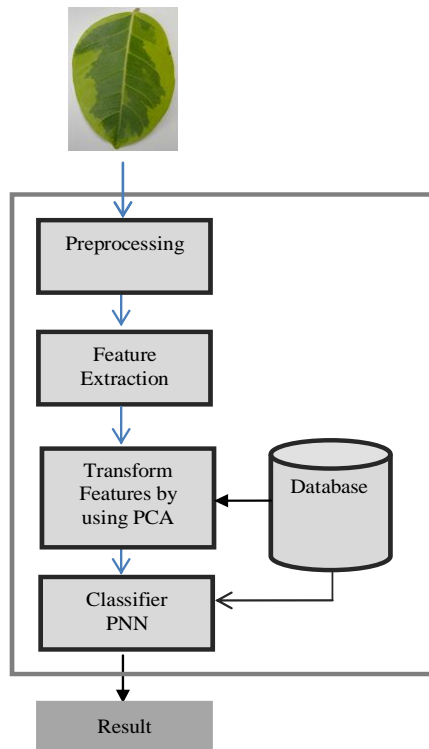 Preprocessing
Feature
Extraction
Transform
Features by
using PCA
Database
Classifier
PNN
Result